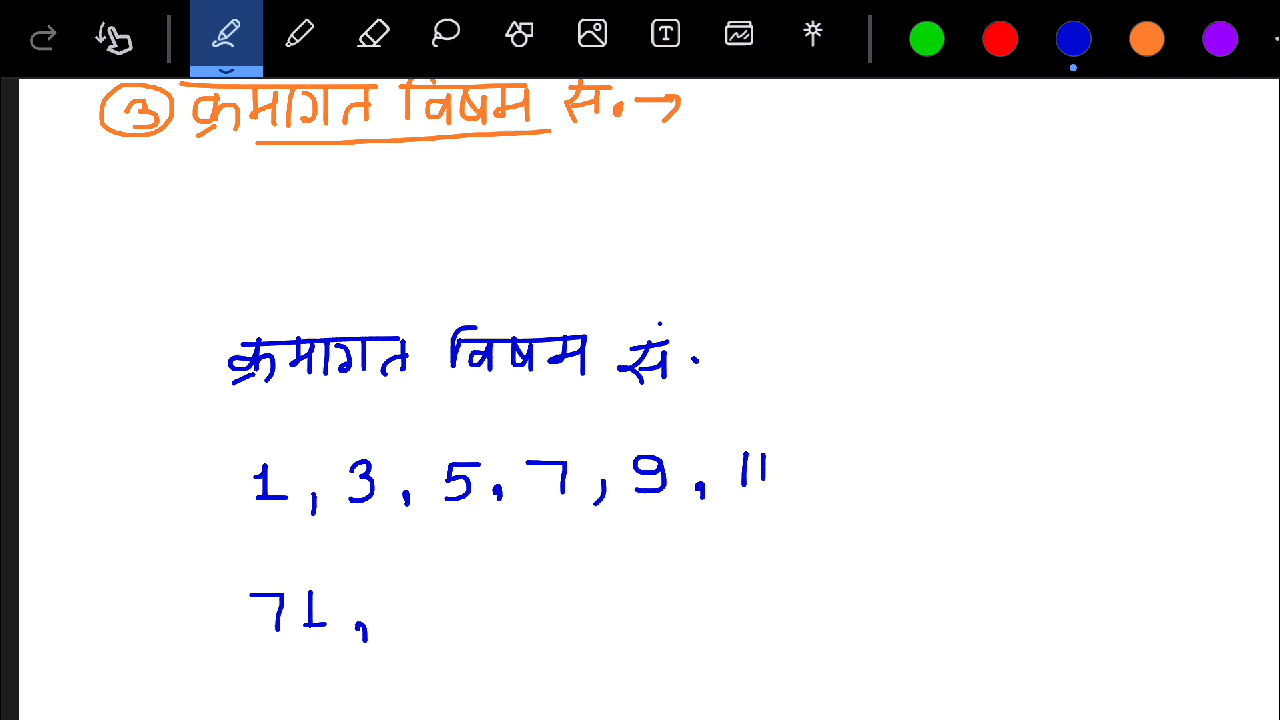 ③ क्रमागत विषम सं. →
क्रमागत विषम सं.
1, 3, 5, 7, 9, 11
71,